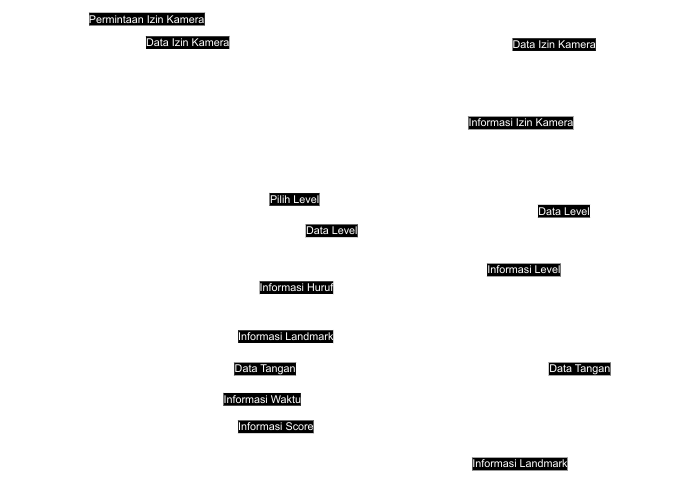 Permintaan Izin Kamera
Data Izin Kamera
Data Izin Kamera
Informasi Izin Kamera
Pilih Level
Data Level
Data Level
Informasi Level
Informasi Huruf
Informasi Landmark
Data Tangan
Data Tangan
Informasi Waktu
Informasi Score
Informasi Landmark